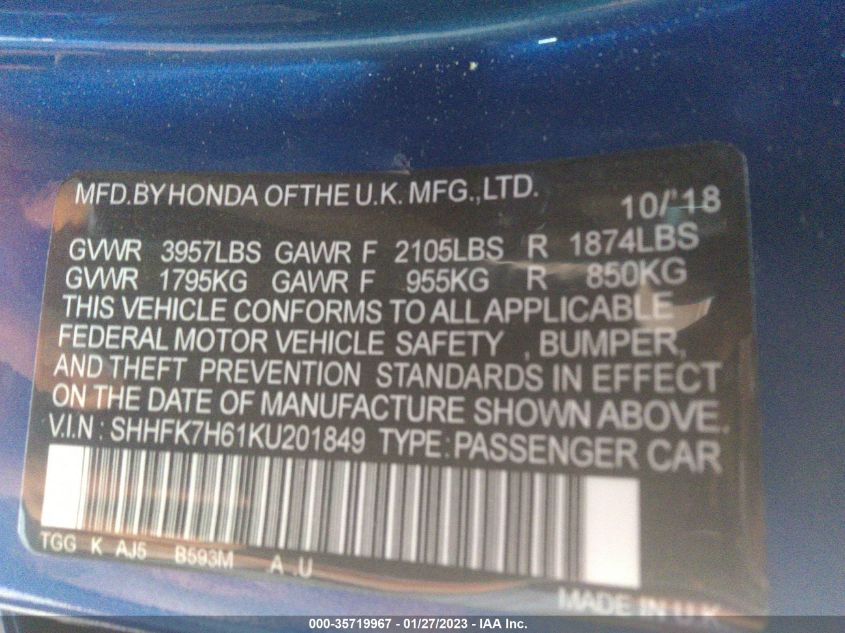 MFD.BY HONDA OF THE U.K. MFG.,LTD.
10/'18
GVWR 3957LBS GAWR F 2105LBS R 1874LBS
GVWR 1795KG GAWR F 955KG R 850KG
THIS VEHICLE CONFORMS TO ALL APPLICABLE
FEDERAL MOTOR VEHICLE SAFETY , BUMPER,
AND THEFT PREVENTION STANDARDS IN EFFECT
ON THE DATE OF MANUFACTURE SHOWN ABOVE.
V.I.N : SHHFK7H61KU201849 TYPE : PASSENGER CAR
TGG K AJ5 B593M A .U
MADE IN U.K
000-35719967 - 01/27/2023 - IAA Inc.